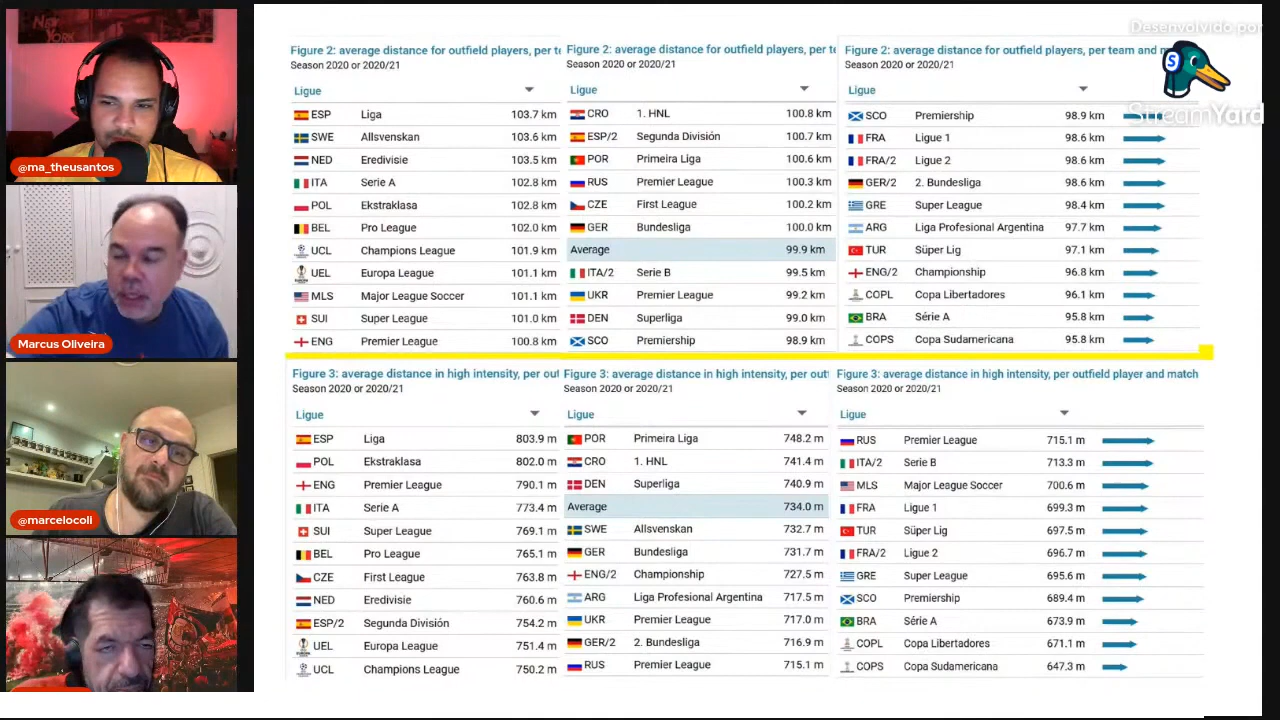 NEW
YORK
@ma_theusantos
Marcus Oliveira
@marcelocoli
Desenvolvido por
S
StreamYard
Figure 2: average distance for outfield players, per te
Season 2020 or 2020/21
Ligue
ESP Liga 103.7 km
SWE Allsvenskan 103.6 km
NED Eredivisie 103.5 km
ITA Serie A 102.8 km
POL Ekstraklasa 102.8 km
BEL Pro League 102.0 km
UCL Champions League 101.9 km
UEL Europa League 101.1 km
MLS Major League Soccer 101.1 km
SUI Super League 101.0 km
ENG Premier League 100.8 km
Figure 2: average distance for outfield players, per te
Season 2020 or 2020/21
Ligue
CRO 1. HNL 100.8 km
ESP/2 Segunda División 100.7 km
POR Primeira Liga 100.5 km
RUS Premier League 100.3 km
CZE First League 100.2 km
GER Bundesliga 100.0 km
Average 99.9 km
ITA/2 Serie B 99.5 km
UKR Premier League 99.2 km
DEN Superliga 99.0 km
SCO Premiership 98.9 km
Figure 2: average distance for outfield players, per team and m
Season 2020 or 2020/21
Ligue
SCO Premiership 98.9 km
FRA Ligue 1 98.6 km
FRA/2 Ligue 2 98.6 km
GER/2 2. Bundesliga 98.6 km
GRE Super League 98.4 km
ARG Liga Profesional Argentina 97.7 km
TUR Süper Lig 97.1 km
ENG/2 Championship 96.8 km
COPL Copa Libertadores 96.1 km
BRA Série A 95.8 km
COPS Copa Sudamericana 95.8 km
Figure 3: average distance in high intensity, per out
Season 2020 or 2020/21
Ligue
ESP Liga 803.9 m
POL Ekstraklasa 802.0 m
ENG Premier League 790.1 m
ITA Serie A 773.4 m
SUI Super League 769.1 m
BEL Pro League 765.1 m
CZE First League 763.8 m
NED Eredivisie 760.6 m
ESP/2 Segunda División 754.2 m
UEL Europa League 751.4 m
UCL Champions League 750.2 m
Figure 3: average distance in high intensity, per out
Season 2020 or 2020/21
Ligue
POR Primeira Liga 748.2 m
CRO 1. HNL 741.4 m
DEN Superliga 740.9 m
Average 734.0 m
SWE Allsvenskan 732.7 m
GER Bundesliga 731.7 m
ENG/2 Championship 727.5 m
ARG Liga Profesional Argentina 717.5 m
UKR Premier League 717.0 m
GER/2 2. Bundesliga 716.9 m
RUS Premier League 715.1 m
Figure 3: average distance in high intensity, per outfield player and match
Season 2020 or 2020/21
Ligue
RUS Premier League 715.1 m
ITA/2 Serie B 713.3 m
MLS Major League Soccer 700.6 m
FRA Ligue 1 699.3 m
TUR Süper Lig 697.5 m
FRA/2 Ligue 2 696.7 m
GRE Super League 695.6 m
SCO Premiership 689.4 m
BRA Série A 673.9 m
COPL Copa Libertadores 671.1 m
COPS Copa Sudamericana 647.3 m